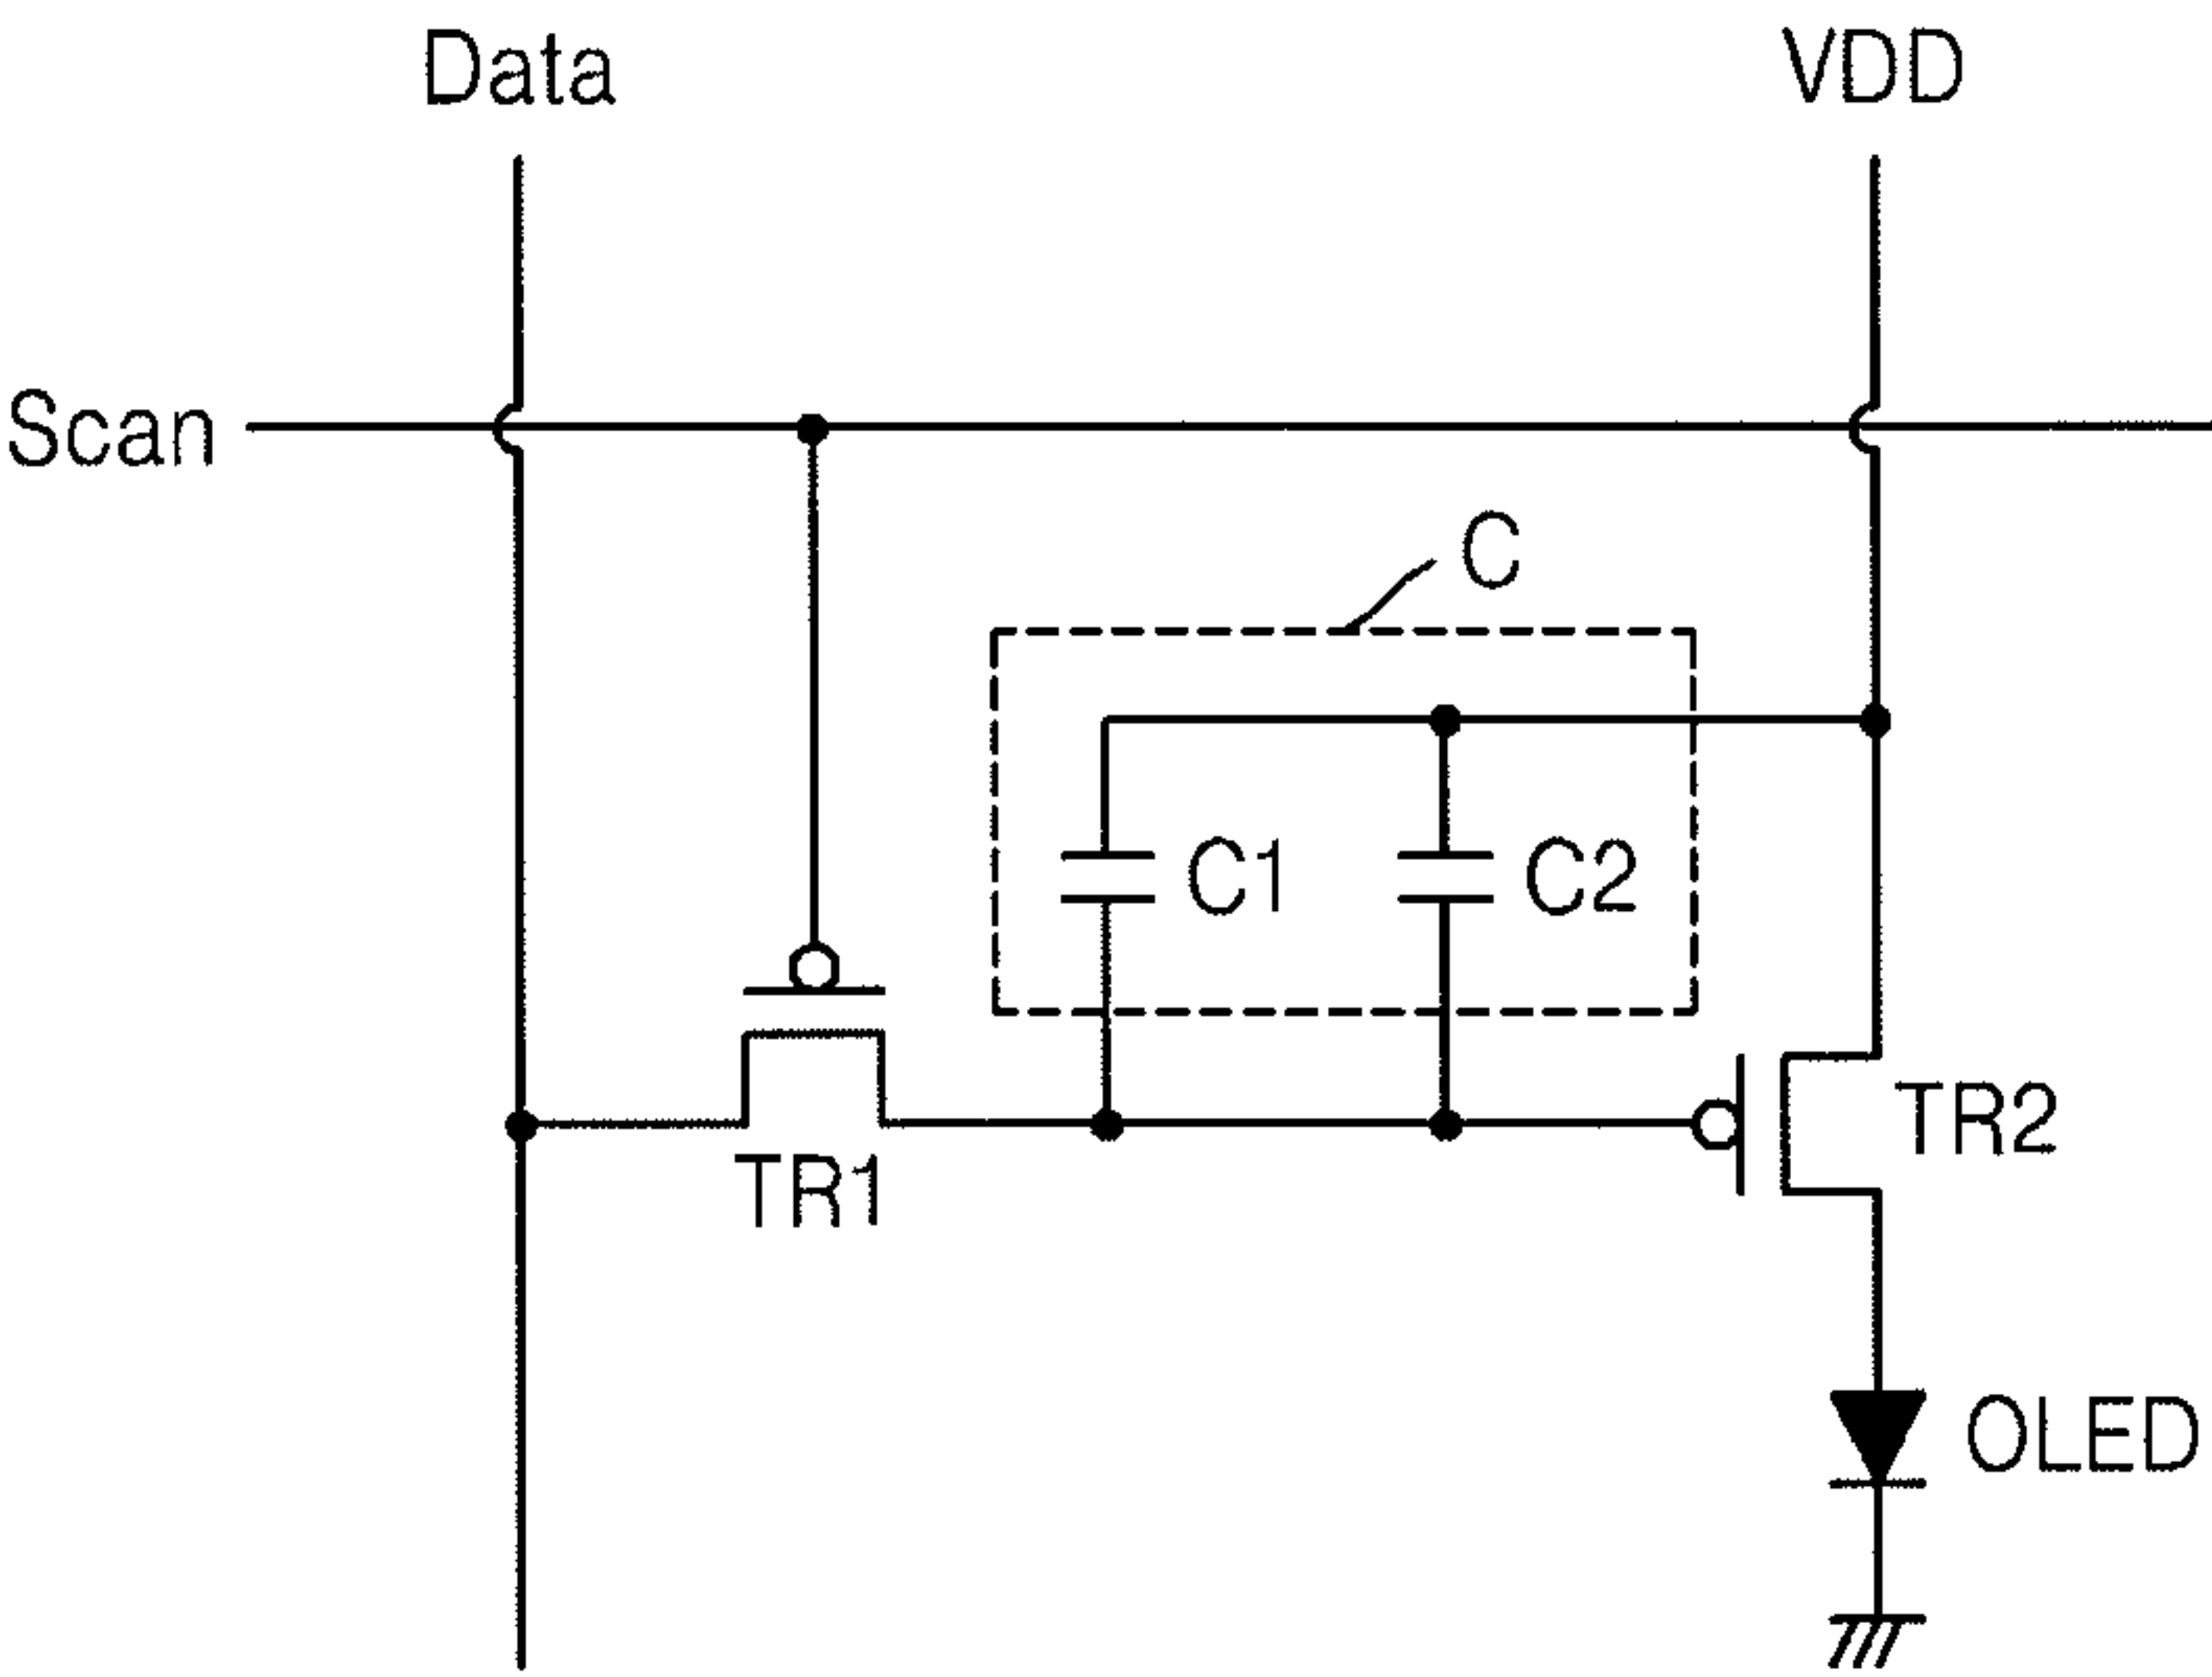 Data
VDD
Scan
C
C1
C2
TR2
TR1
OLED